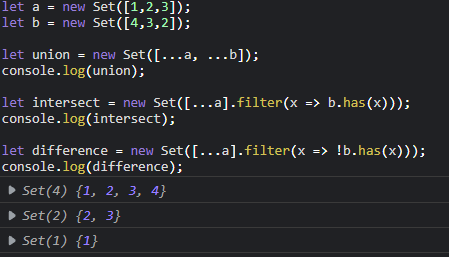 let a = new Set([1,2,3]);
let b = new Set([4,3,2]);
let union = new Set([...a, ...b]);
console.log(union);
let intersect = new Set([...a].filter(x => b.has(x)));
console.log(intersect);
let difference = new Set([...a].filter(x => !b.has(x)));
console.log(difference);
▶ Set(4) {1, 2, 3, 4}
▶ Set(2) {2, 3}
▶ Set(1) {1}